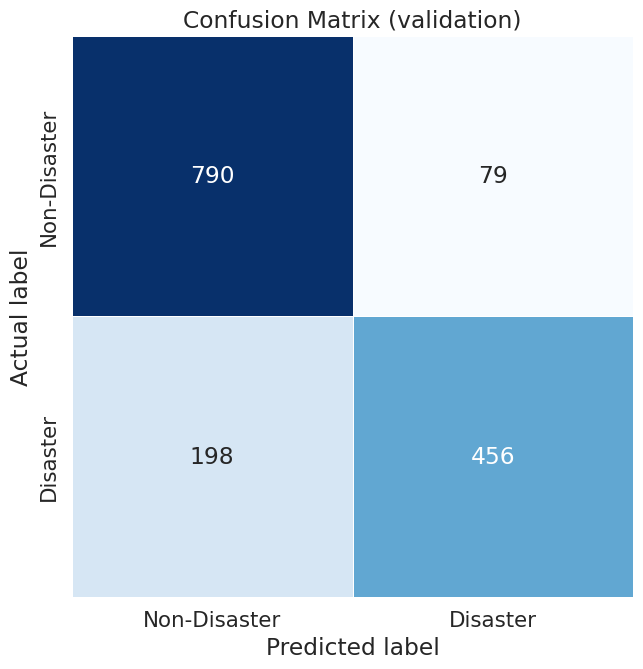 Confusion Matrix (validation)
Actual label
Non-Disaster
790
79
Disaster
198
456
Non-Disaster
Disaster
Predicted label